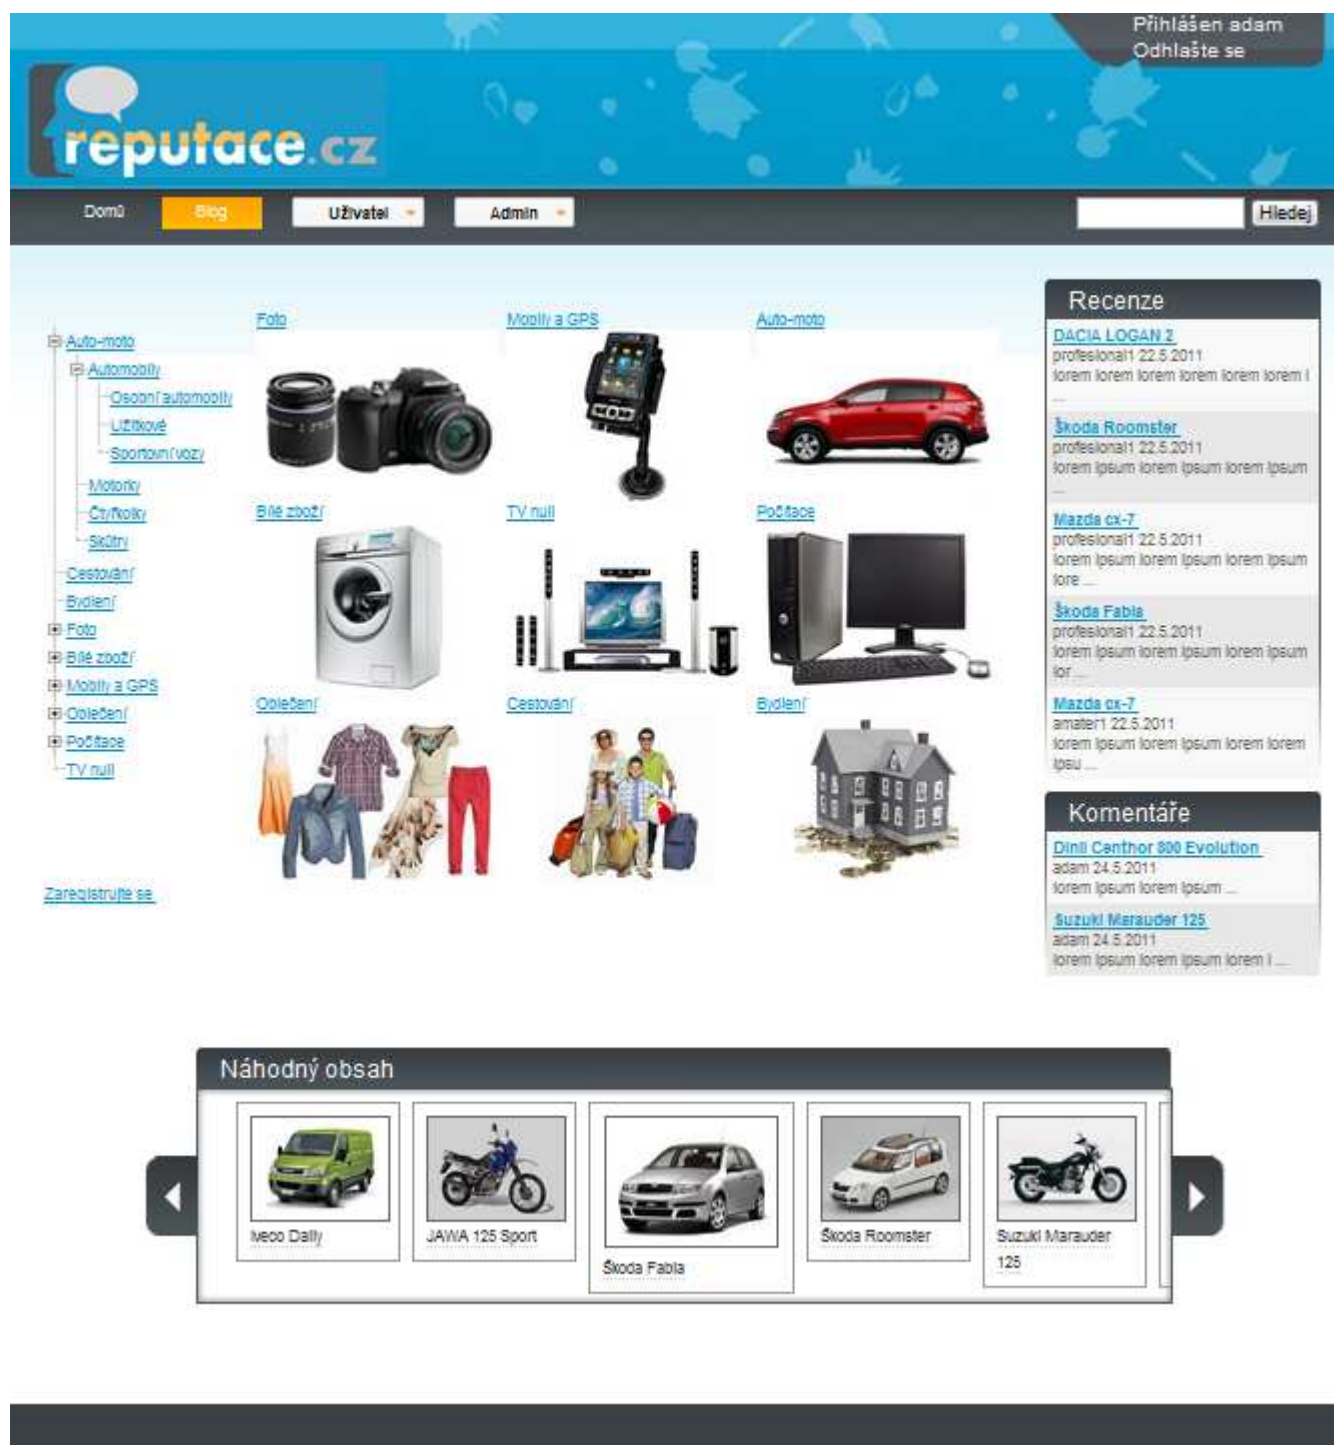 Přihlášen adam
Odhlašte se
reputace.cz
Domů
Blog
Uživatel
Admin
Hledej
Auto-moto
Automobily
Osobní automobily
Užitkové
Sportovní vozy
Motorky
Čtyřkolky
Skůtry
Cestování
Bydlení
Foto
Bílé zboží
Mobily a GPS
Oblečení
Počítače
TV null
Zaregistrujte se
Foto
Mobily a GPS
Auto-moto
Bílé zboží
TV null
Počítače
Oblečení
Cestování
Bydlení
Recenze
DACIA LOGAN 2
profesional1 22.5.2011
lorem lorem lorem lorem lorem lorem l
...
Škoda Roomster
profesional1 22.5.2011
lorem ipsum lorem ipsum lorem ipsum
...
Mazda cx-7
profesional1 22.5.2011
lorem ipsum lorem ipsum lorem ipsum
lore ...
Škoda Fabia
profesional1 22.5.2011
lorem ipsum lorem ipsum lorem ipsum
lor ...
Mazda cx-7
amater1 22.5.2011
lorem ipsum lorem ipsum lorem lorem
ipsu ...
Komentáře
Dinli Centhor 800 Evolution
adam 24.5.2011
lorem ipsum lorem ipsum ...
Suzuki Marauder 125
adam 24.5.2011
lorem ipsum lorem ipsum lorem l ...
Náhodný obsah
Iveco Daily
JAWA 125 Sport
Škoda Fabia
Škoda Roomster
Suzuki Marauder
125